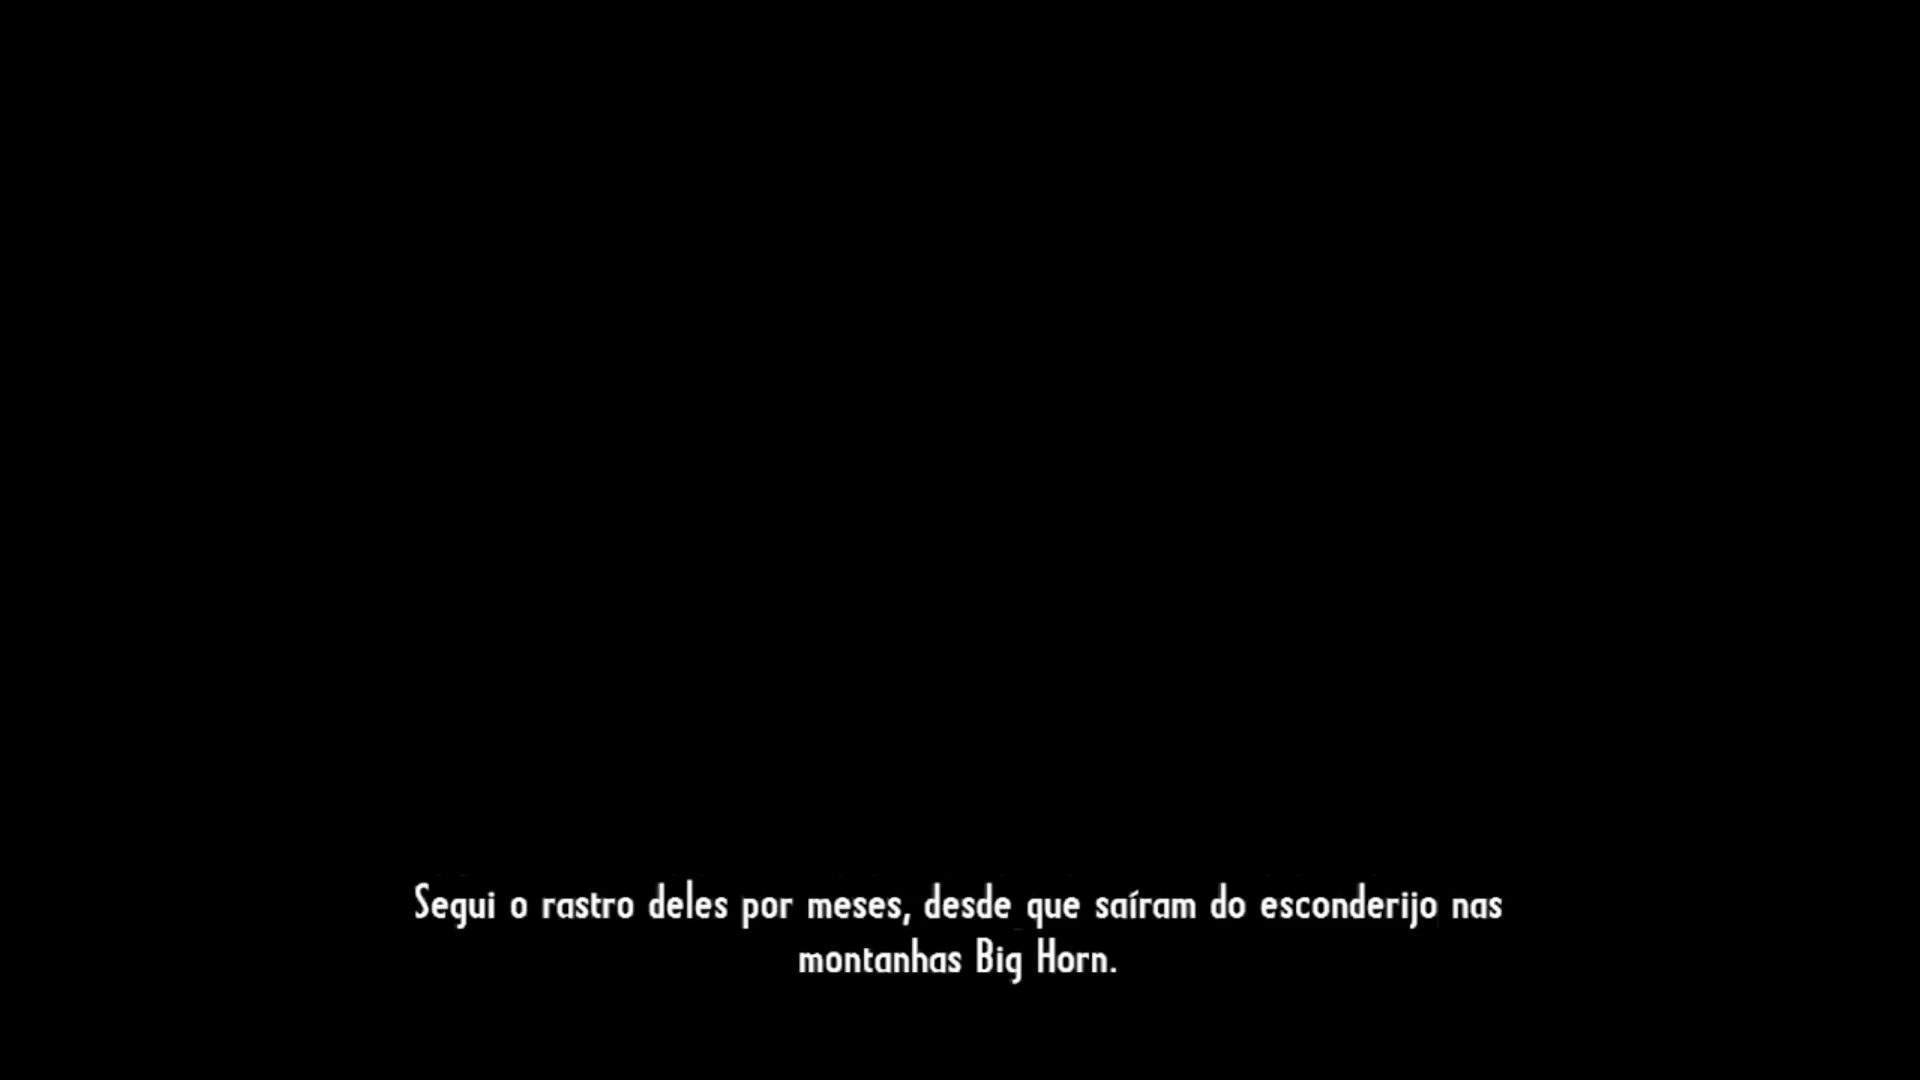 Segui o rastro deles por meses, desde que saíram do esconderijo nas
montanhas Big Horn.